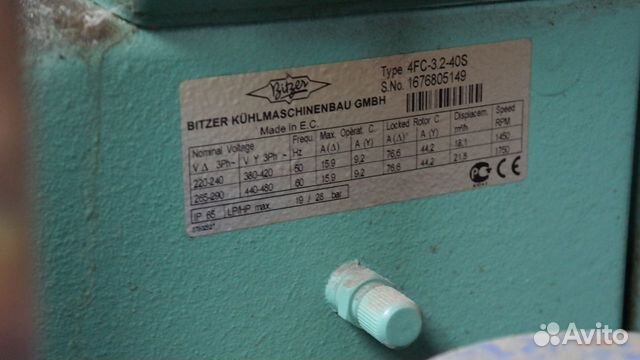 Bitzer
Type 4FC-3.2-40S
S.No. 1676805149
BITZER KÜHLMASCHINENBAU GMBH
Made in E.C.
Nominal Voltage Frequ. Max. Operat. C. Locked Rotor C. Displacem. Speed
V Δ 3Ph~ V Y 3Ph~ Hz A (Δ) A (Y) A (Δ) A (Y) m³/h RPM
220-240 380-420 50 15.9 9.2 76.6 44.2 18.1 1450
265-290 440-480 60 15.9 9.2 76.6 44.2 21.8 1750
IP 65 LP/HP max. 19 / 28 bar
Avito